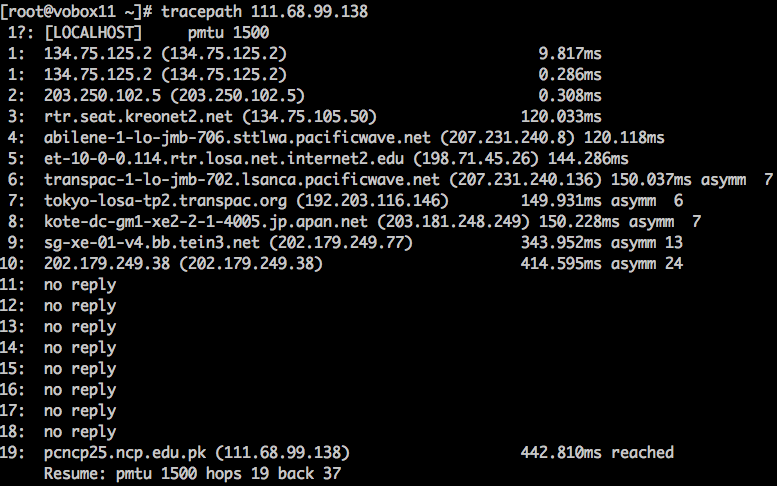 [root@vobox11 ~]# tracepath 111.68.99.138
1?: [LOCALHOST] pmtu 1500
1: 134.75.125.2 (134.75.125.2) 9.817ms
1: 134.75.125.2 (134.75.125.2) 0.286ms
2: 203.250.102.5 (203.250.102.5) 0.308ms
3: rtr.seat.kreonet2.net (134.75.105.50) 120.033ms
4: abilene-1-lo-jmb-706.sttlwa.pacificwave.net (207.231.240.8) 120.118ms
5: et-10-0-0.114.rtr.losa.net.internet2.edu (198.71.45.26) 144.286ms
6: transpac-1-lo-jmb-702.lsanca.pacificwave.net (207.231.240.136) 150.037ms asymm 7
7: tokyo-losa-tp2.transpac.org (192.203.116.146) 149.931ms asymm 6
8: kote-dc-gm1-xe2-2-1-4005.jp.apan.net (203.181.248.249) 150.228ms asymm 7
9: sg-xe-01-v4.bb.tein3.net (202.179.249.77) 343.952ms asymm 13
10: 202.179.249.38 (202.179.249.38) 414.595ms asymm 24
11: no reply
12: no reply
13: no reply
14: no reply
15: no reply
16: no reply
17: no reply
18: no reply
19: pcncp25.ncp.edu.pk (111.68.99.138) 442.810ms reached
Resume: pmtu 1500 hops 19 back 37